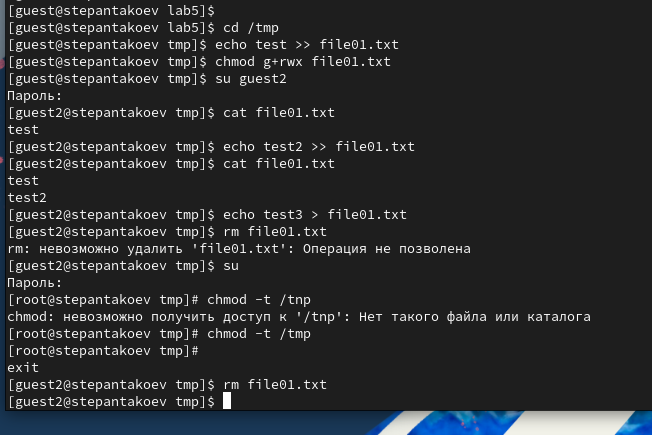 [guest@stepantakoev lab5]$
[guest@stepantakoev lab5]$ cd /tmp
[guest@stepantakoev tmp]$ echo test >> file01.txt
[guest@stepantakoev tmp]$ chmod g+rwx file01.txt
[guest@stepantakoev tmp]$ su guest2
Пароль:
[guest2@stepantakoev tmp]$ cat file01.txt
test
[guest2@stepantakoev tmp]$ echo test2 >> file01.txt
[guest2@stepantakoev tmp]$ cat file01.txt
test
test2
[guest2@stepantakoev tmp]$ echo test3 > file01.txt
[guest2@stepantakoev tmp]$ rm file01.txt
rm: невозможно удалить 'file01.txt': Операция не позволена
[guest2@stepantakoev tmp]$ su
Пароль:
[root@stepantakoev tmp]# chmod -t /tnp
chmod: невозможно получить доступ к '/tnp': Нет такого файла или каталога
[root@stepantakoev tmp]# chmod -t /tmp
[root@stepantakoev tmp]#
exit
[guest2@stepantakoev tmp]$ rm file01.txt
[guest2@stepantakoev tmp]$